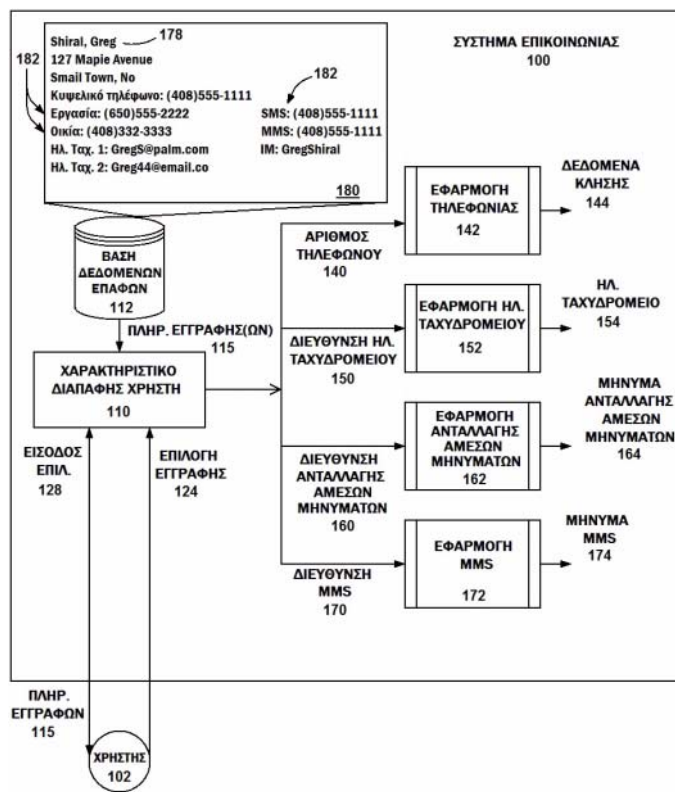 ΣΥΣΤΗΜΑ ΕΠΙΚΟΙΝΩΝΙΑΣ
100
Shiral, Greg
178
127 Maple Avenue
182
Smail Town, No
Κυψελικό τηλέφωνο: (408)555-1111
182
Εργασία: (650)555-2222
SMS: (408)555-1111
Οικία: (408)332-3333
MMS: (408)555-1111
Ηλ. Ταχ. 1: GregS@palm.com
IM: GregShiral
Ηλ. Ταχ. 2: Greg44@email.co
180
ΒΑΣΗ
ΔΕΔΟΜΕΝΩΝ
ΕΠΑΦΩΝ
112
ΠΛΗΡ. ΕΓΓΡΑΦΗΣ(ΩΝ)
115
ΧΑΡΑΚΤΗΡΙΣΤΙΚΟ
ΔΙΑΠΑΦΗΣ ΧΡΗΣΤΗ
110
ΕΙΣΟΔΟΣ
ΕΠΙΛ.
128
ΕΠΙΛΟΓΗ
ΕΓΓΡΑΦΗΣ
124
ΑΡΙΘΜΟΣ
ΤΗΛΕΦΩΝΟΥ
140
ΕΦΑΡΜΟΓΗ
ΤΗΛΕΦΩΝΙΑΣ
142
ΔΕΔΟΜΕΝΑ
ΚΛΗΣΗΣ
144
ΔΙΕΥΘΥΝΣΗ ΗΛ.
ΤΑΧΥΔΡΟΜΕΙΟΥ
150
ΕΦΑΡΜΟΓΗ ΗΛ.
ΤΑΧΥΔΡΟΜΕΙΟΥ
152
ΗΛ.
ΤΑΧΥΔΡΟΜΕΙΟ
154
ΔΙΕΥΘΥΝΣΗ
ΑΝΤΑΛΛΑΓΗΣ
ΑΜΕΣΩΝ
ΜΗΝΥΜΑΤΩΝ
160
ΕΦΑΡΜΟΓΗ
ΑΝΤΑΛΛΑΓΗΣ
ΑΜΕΣΩΝ
ΜΗΝΥΜΑΤΩΝ
162
ΜΗΝΥΜΑ
ΑΝΤΑΛΛΑΓΗΣ
ΑΜΕΣΩΝ
ΜΗΝΥΜΑΤΩΝ
164
ΔΙΕΥΘΥΝΣΗ
MMS
170
ΕΦΑΡΜΟΓΗ
MMS
172
ΜΗΝΥΜΑ
MMS
174
ΠΛΗΡ.
ΕΓΓΡΑΦΩΝ
115
ΧΡΗΣΤΗΣ
102